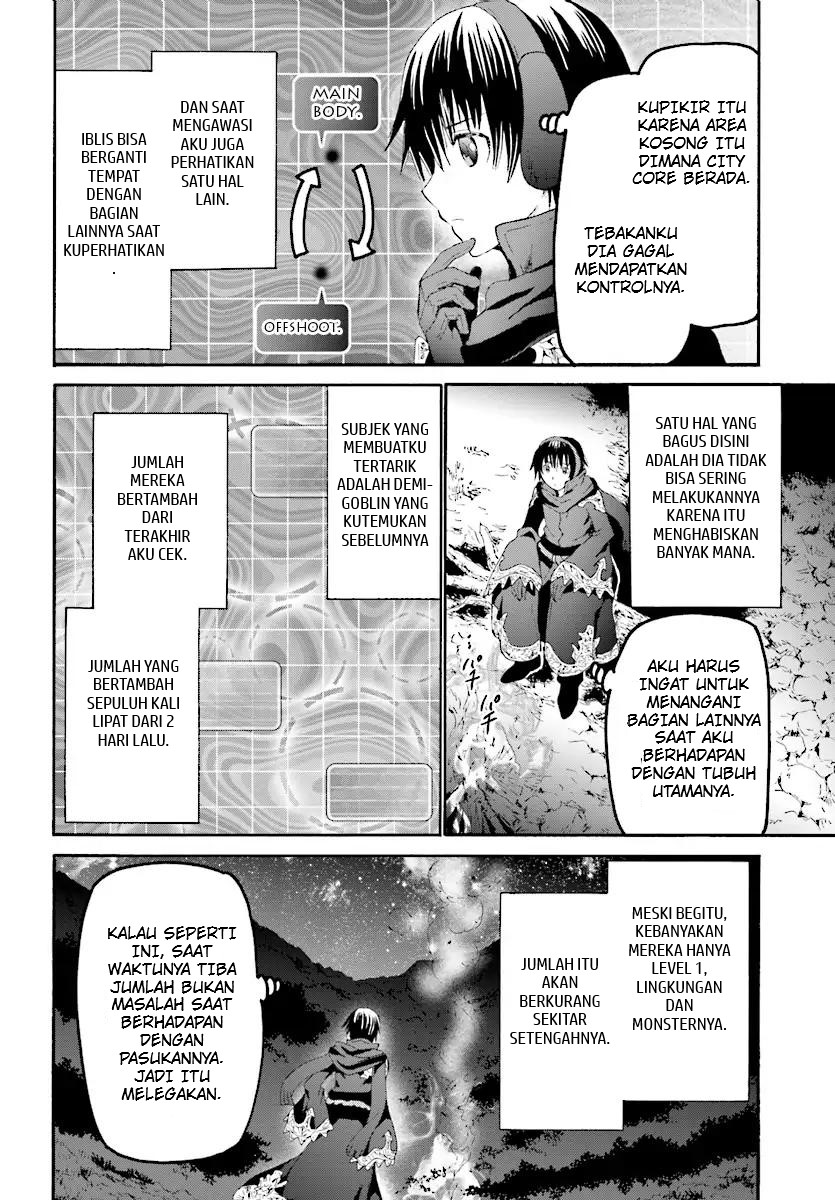 KUPIKIR ITU
KARENA AREA
KOSONG ITU
DIMANA CITY
CORE BERADA.
TEBAKANKU
DIA GAGAL
MENDAPATKAN
KONTROLNYA.
MAIN
BODY.
OFFSHOOT.
DAN SAAT
MENGAWASI
AKU JUGA
PERHATIKAN
SATU HAL
LAIN.
IBLIS BISA
BERGANTI
TEMPAT
DENGAN
BAGIAN
LAINNYA SAAT
KUPERHATIKAN
.
SATU HAL YANG
BAGUS DISINI
ADALAH DIA TIDAK
BISA SERING
MELAKUKANNYA
KARENA ITU
MENGHABISKAN
BANYAK MANA.
パチ
パチ
AKU HARUS
INGAT UNTUK
MENANGANI
BAGIAN LAINNYA
SAAT AKU
BERHADAPAN
DENGAN TUBUH
UTAMANYA.
SUBJEK YANG
MEMBUATKU
TERTARIK
ADALAH DEMI-
GOBLIN YANG
KUTEMUKAN
SEBELUMNYA
JUMLAH
MEREKA
BERTAMBAH
DARI
TERAKHIR
AKU CEK.
JUMLAH YANG
BERTAMBAH
SEPULUH KALI
LIPAT DARI 2
HARI LALU.
MESKI BEGITU,
KEBANYAKAN
MEREKA HANYA
LEVEL 1,
LINGKUNGAN
DAN
MONSTERNYA.
JUMLAH ITU
AKAN
BERKURANG
SEKITAR
SETENGAHNYA.
KALAU SEPERTI
INI, SAAT
WAKTUNYA TIBA
JUMLAH BUKAN
MASALAH SAAT
BERHADAPAN
DENGAN
PASUKANNYA.
JADI ITU
MELEGAKAN.